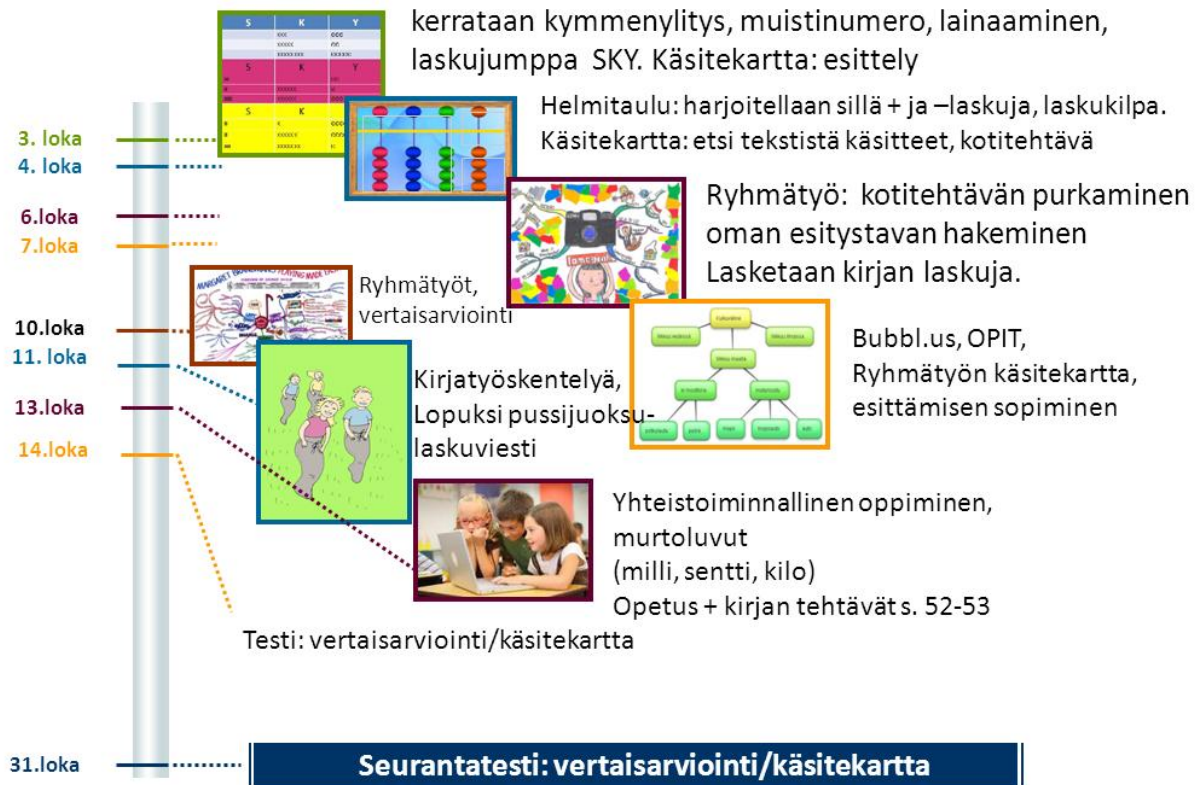 S K Y
S K Y
S K Y
kerrataan kymmenylitys, muistinumero, lainaaminen,
laskujumppa SKY. Käsitekartta: esittely
3. loka
4. loka
Helmitaulu: harjoitellaan sillä + ja –laskuja, laskukilpa.
Käsitekartta: etsi tekstistä käsitteet, kotitehtävä
6.loka
7.loka
Ryhmätyö: kotitehtävän purkaminen
oman esitystavan hakeminen
Lasketaan kirjan laskuja.
10.loka
11. loka
Ryhmätyöt,
vertaisarviointi
Bubbl.us, OPIT,
Ryhmätyön käsitekartta,
esittämisen sopiminen
13.loka
14.loka
Kirjatyöskentelyä,
Lopuksi pussijuoksu-
laskuviesti
Yhteistoiminnallinen oppiminen,
murtoluvut
(milli, sentti, kilo)
Opetus + kirjan tehtävät s. 52-53
Testi: vertaisarviointi/käsitekartta
31.loka
Seurantatesti: vertaisarviointi/käsitekartta